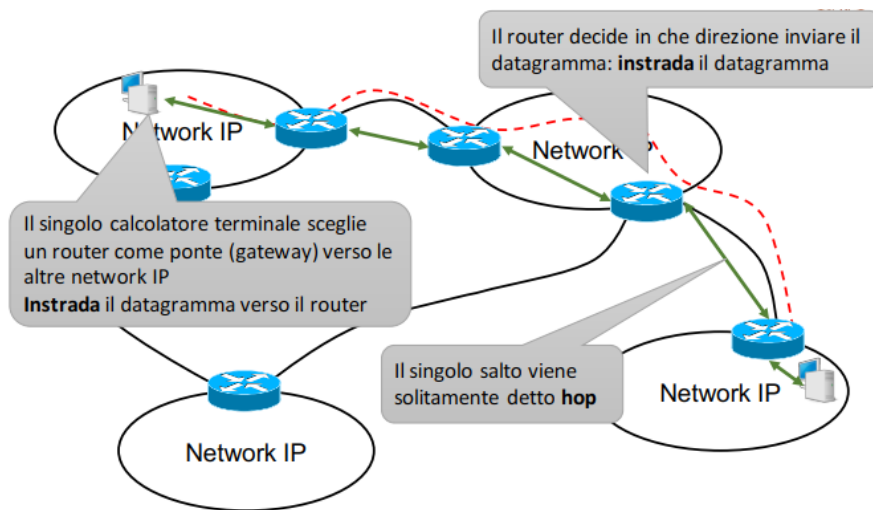 Il router decide in che direzione inviare il
datagramma: instrada il datagramma
Network IP
Network IP
Il singolo calcolatore terminale sceglie
un router come ponte (gateway) verso le
altre network IP
Instrada il datagramma verso il router
Il singolo salto viene
solitamente detto hop
Network IP
Network IP